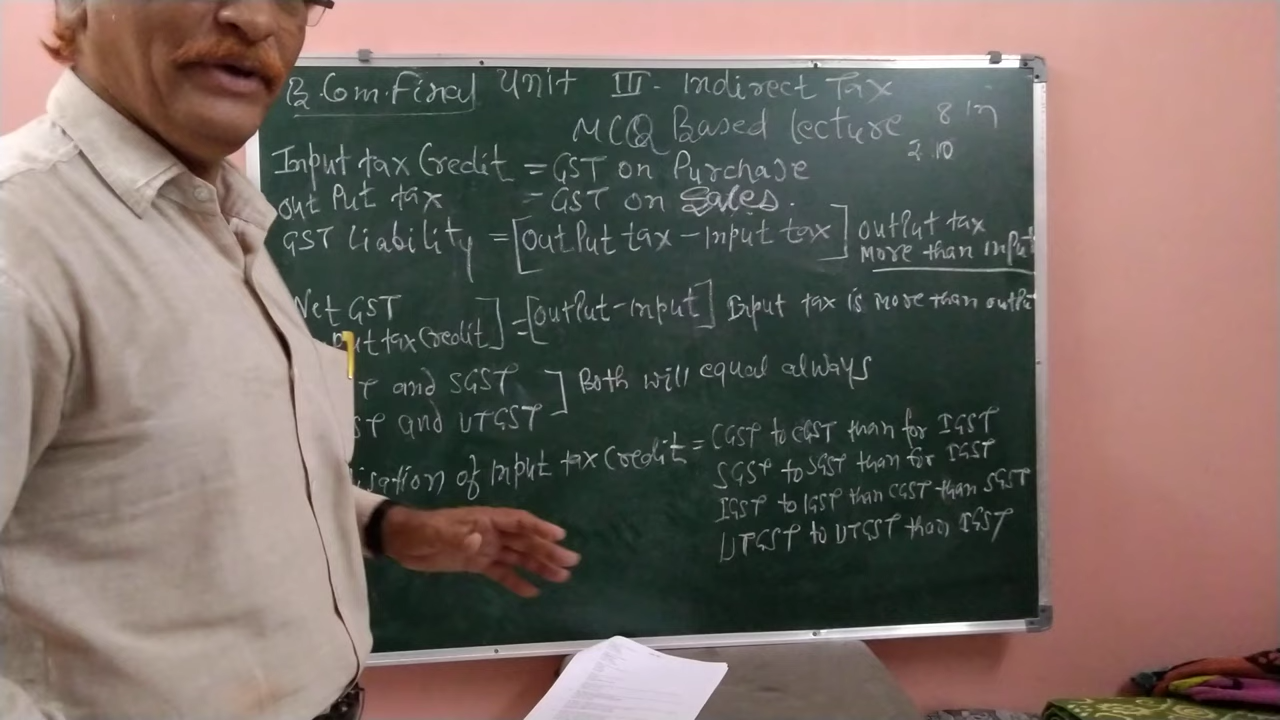 B.Com.Final Unit III. Indirect Tax
MCQ Based lecture 8 in
2 10
Input tax Credit = GST on Purchase
out Put tax = GST on Sales.
GST liability = [output tax - Input tax] output tax
More than input
Net GST
put tax Credit] = [output - input] Input tax is more than outpu
T and SGST ] Both will equal always
ST and UTGST
isation of input tax Credit = CGST to CGST than for IGST
SGST to SGST than for IGST
IGST to IGST than CGST than SGST
UTGST to UTGST than IGST